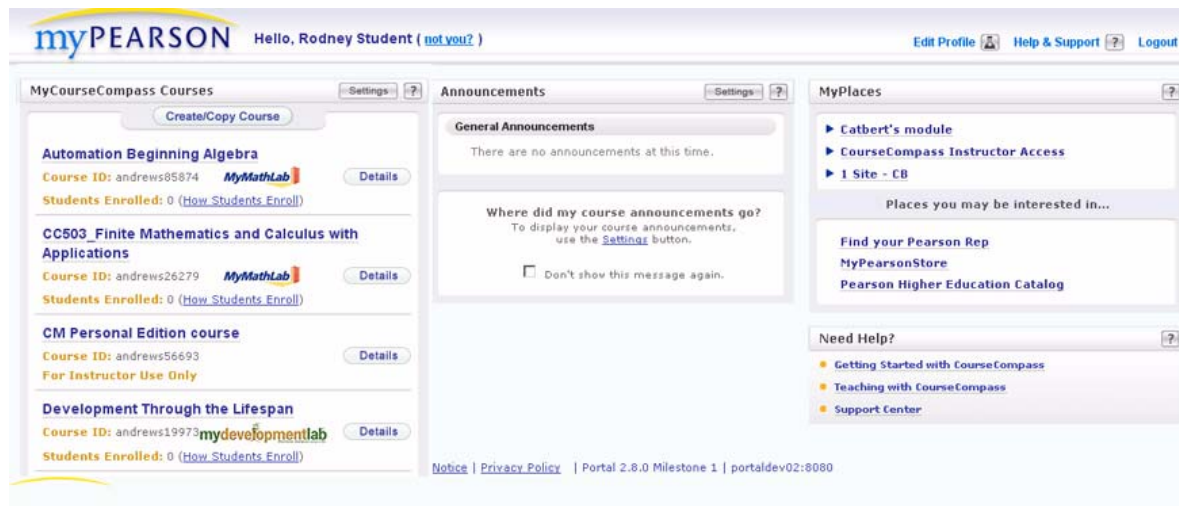 myPEARSON Hello, Rodney Student ( not you? )
Edit Profile Help & Support ? Logout
MyCourseCompass Courses Settings ?
Create/Copy Course
Automation Beginning Algebra
Course ID: andrews85874 MyMathLab Details
Students Enrolled: 0 (How Students Enroll)
CC503_Finite Mathematics and Calculus with
Applications
Course ID: andrews26279 MyMathLab Details
Students Enrolled: 0 (How Students Enroll)
CM Personal Edition course
Course ID: andrews56693 Details
For Instructor Use Only
Development Through the Lifespan
Course ID: andrews19973 mydevelopmentlab Details
Students Enrolled: 0 (How Students Enroll)
Announcements Settings ?
General Announcements
There are no announcements at this time.
Where did my course announcements go?
To display your course announcements,
use the Settings button.
Don't show this message again.
MyPlaces ?
Catbert's module
CourseCompass Instructor Access
1 Site - CB
Places you may be interested in...
Find your Pearson Rep
MyPearsonStore
Pearson Higher Education Catalog
Need Help? ?
Getting Started with CourseCompass
Teaching with CourseCompass
Support Center
Notice | Privacy Policy | Portal 2.8.0 Milestone 1 | portaldev02:8080